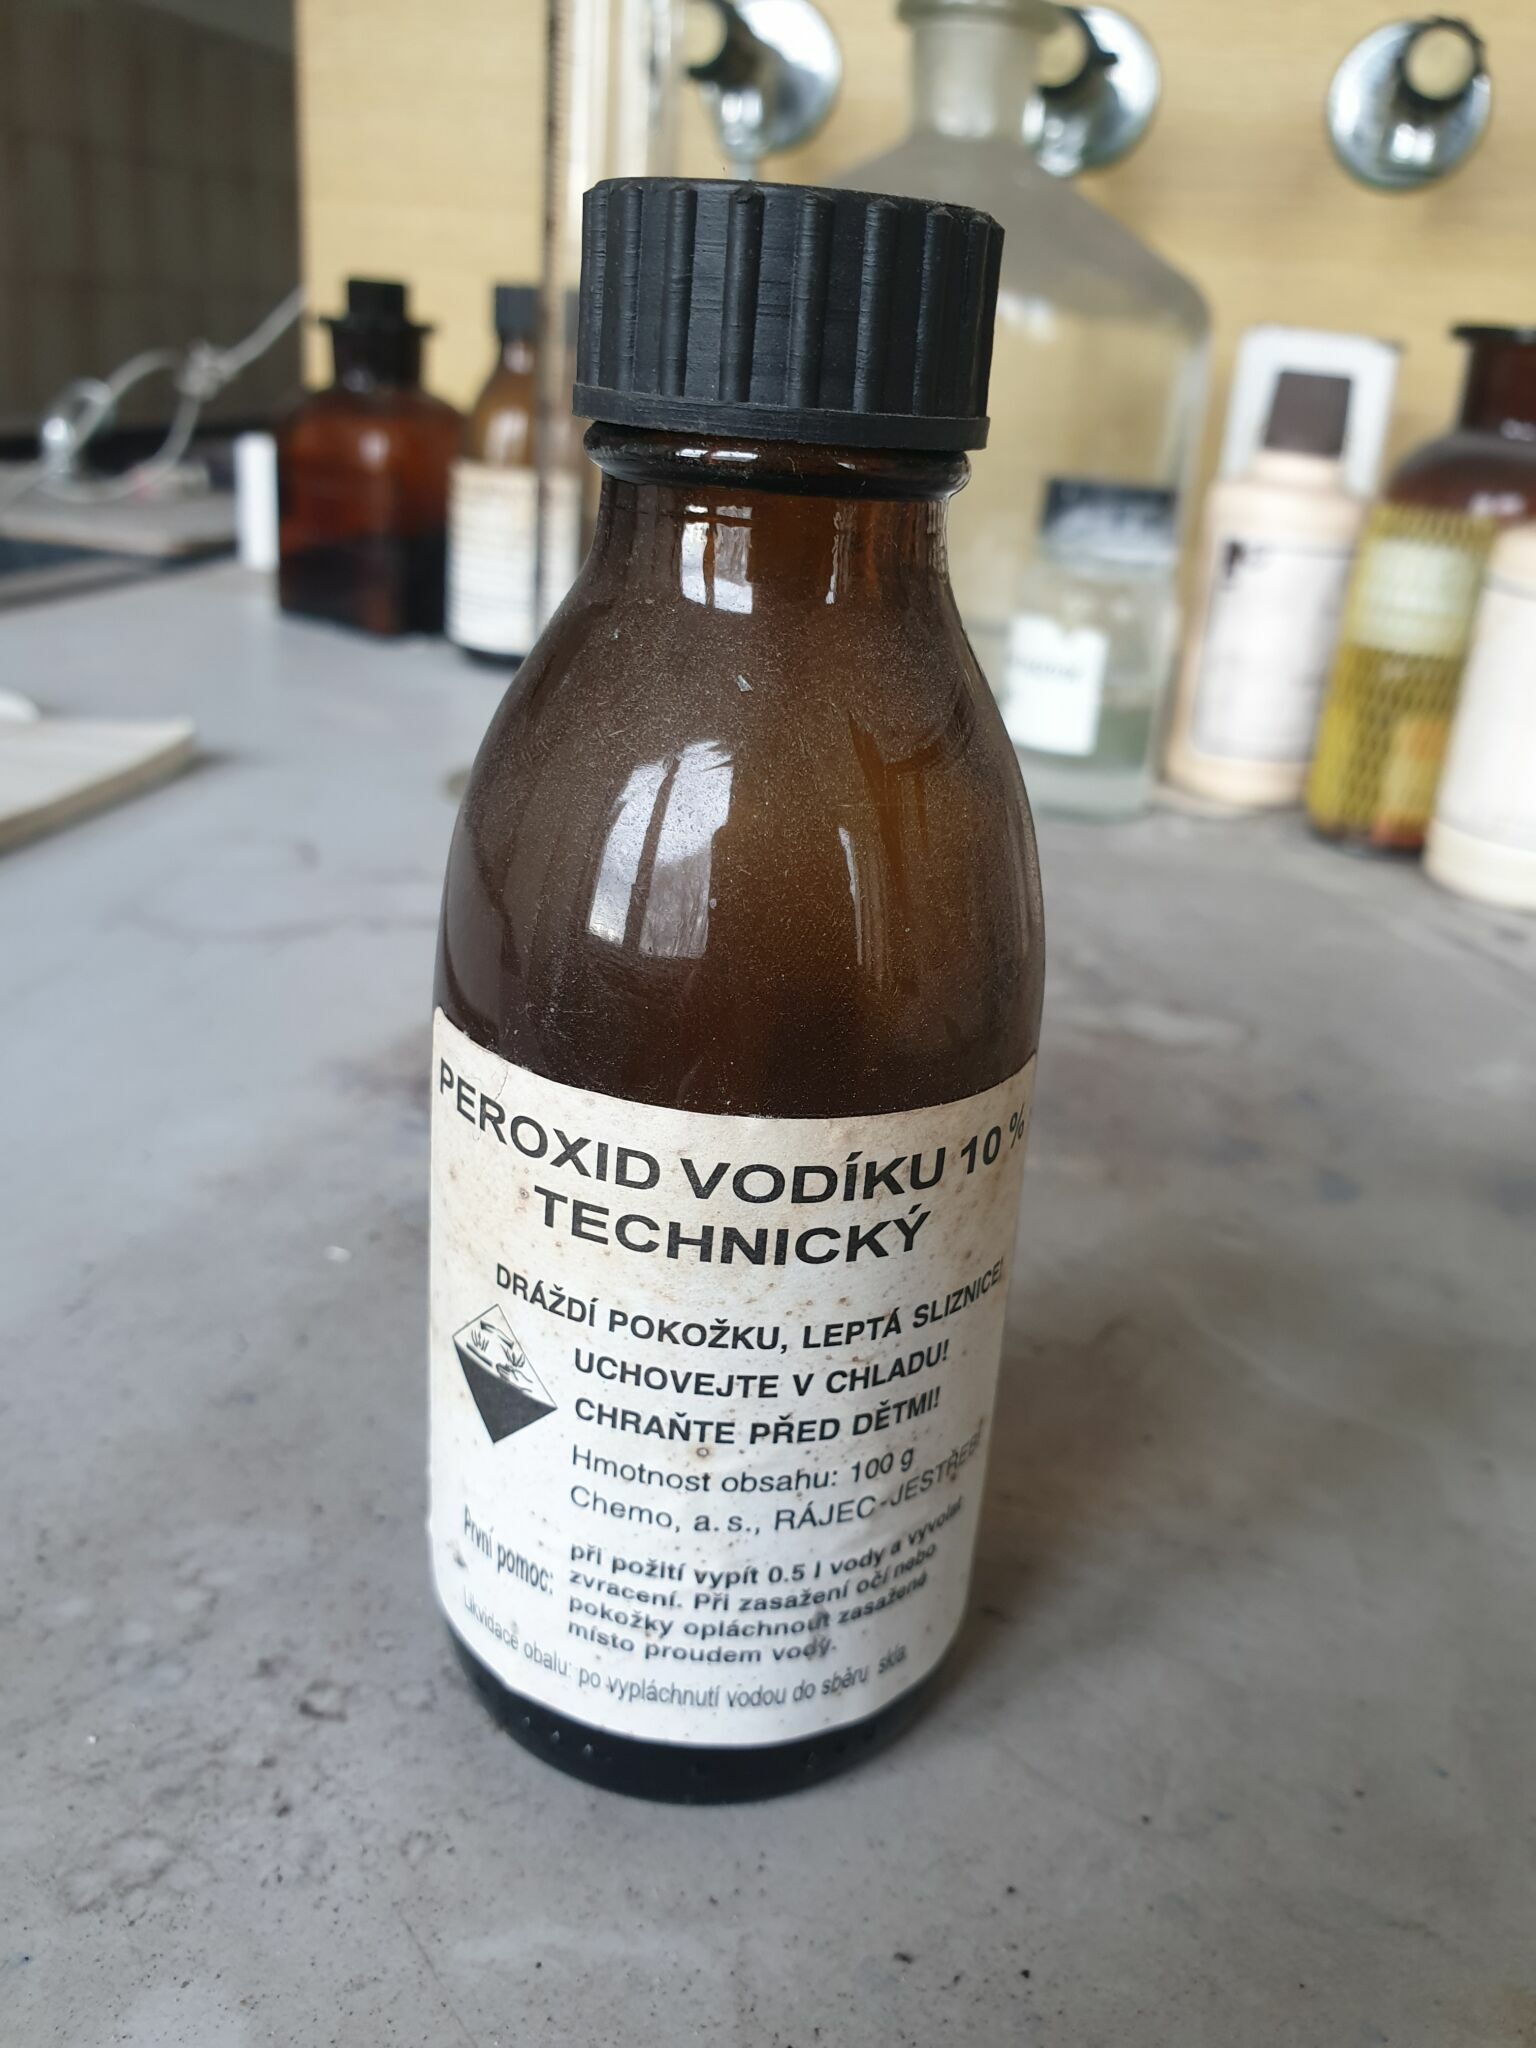 PEROXID VODÍKU 10 %
TECHNICKÝ
DRÁŽDÍ POKOŽKU, LEPTÁ SLIZNICE!
UCHOVEJTE V CHLADU!
CHRAŇTE PŘED DĚTMI!
Hmotnost obsahu: 100 g
Chemo, a. s., RÁJEC-JESTŘEBÍ
První pomoc: při požití vypít 0.5 l vody a vyvolat
zvracení. Při zasažení očí nebo
pokožky opláchnout zasažené
místo proudem vody.
Likvidace obalu: po vypláchnutí vodou do sběru skla.